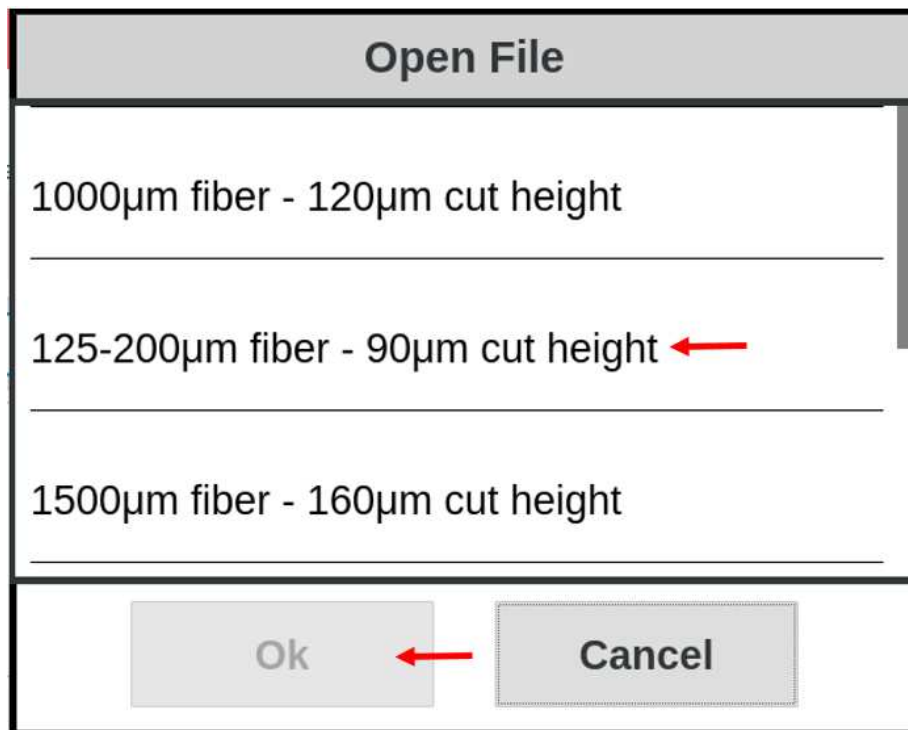 Open File
1000μm fiber - 120μm cut height
125-200μm fiber - 90μm cut height
1500μm fiber - 160μm cut height
Ok
Cancel